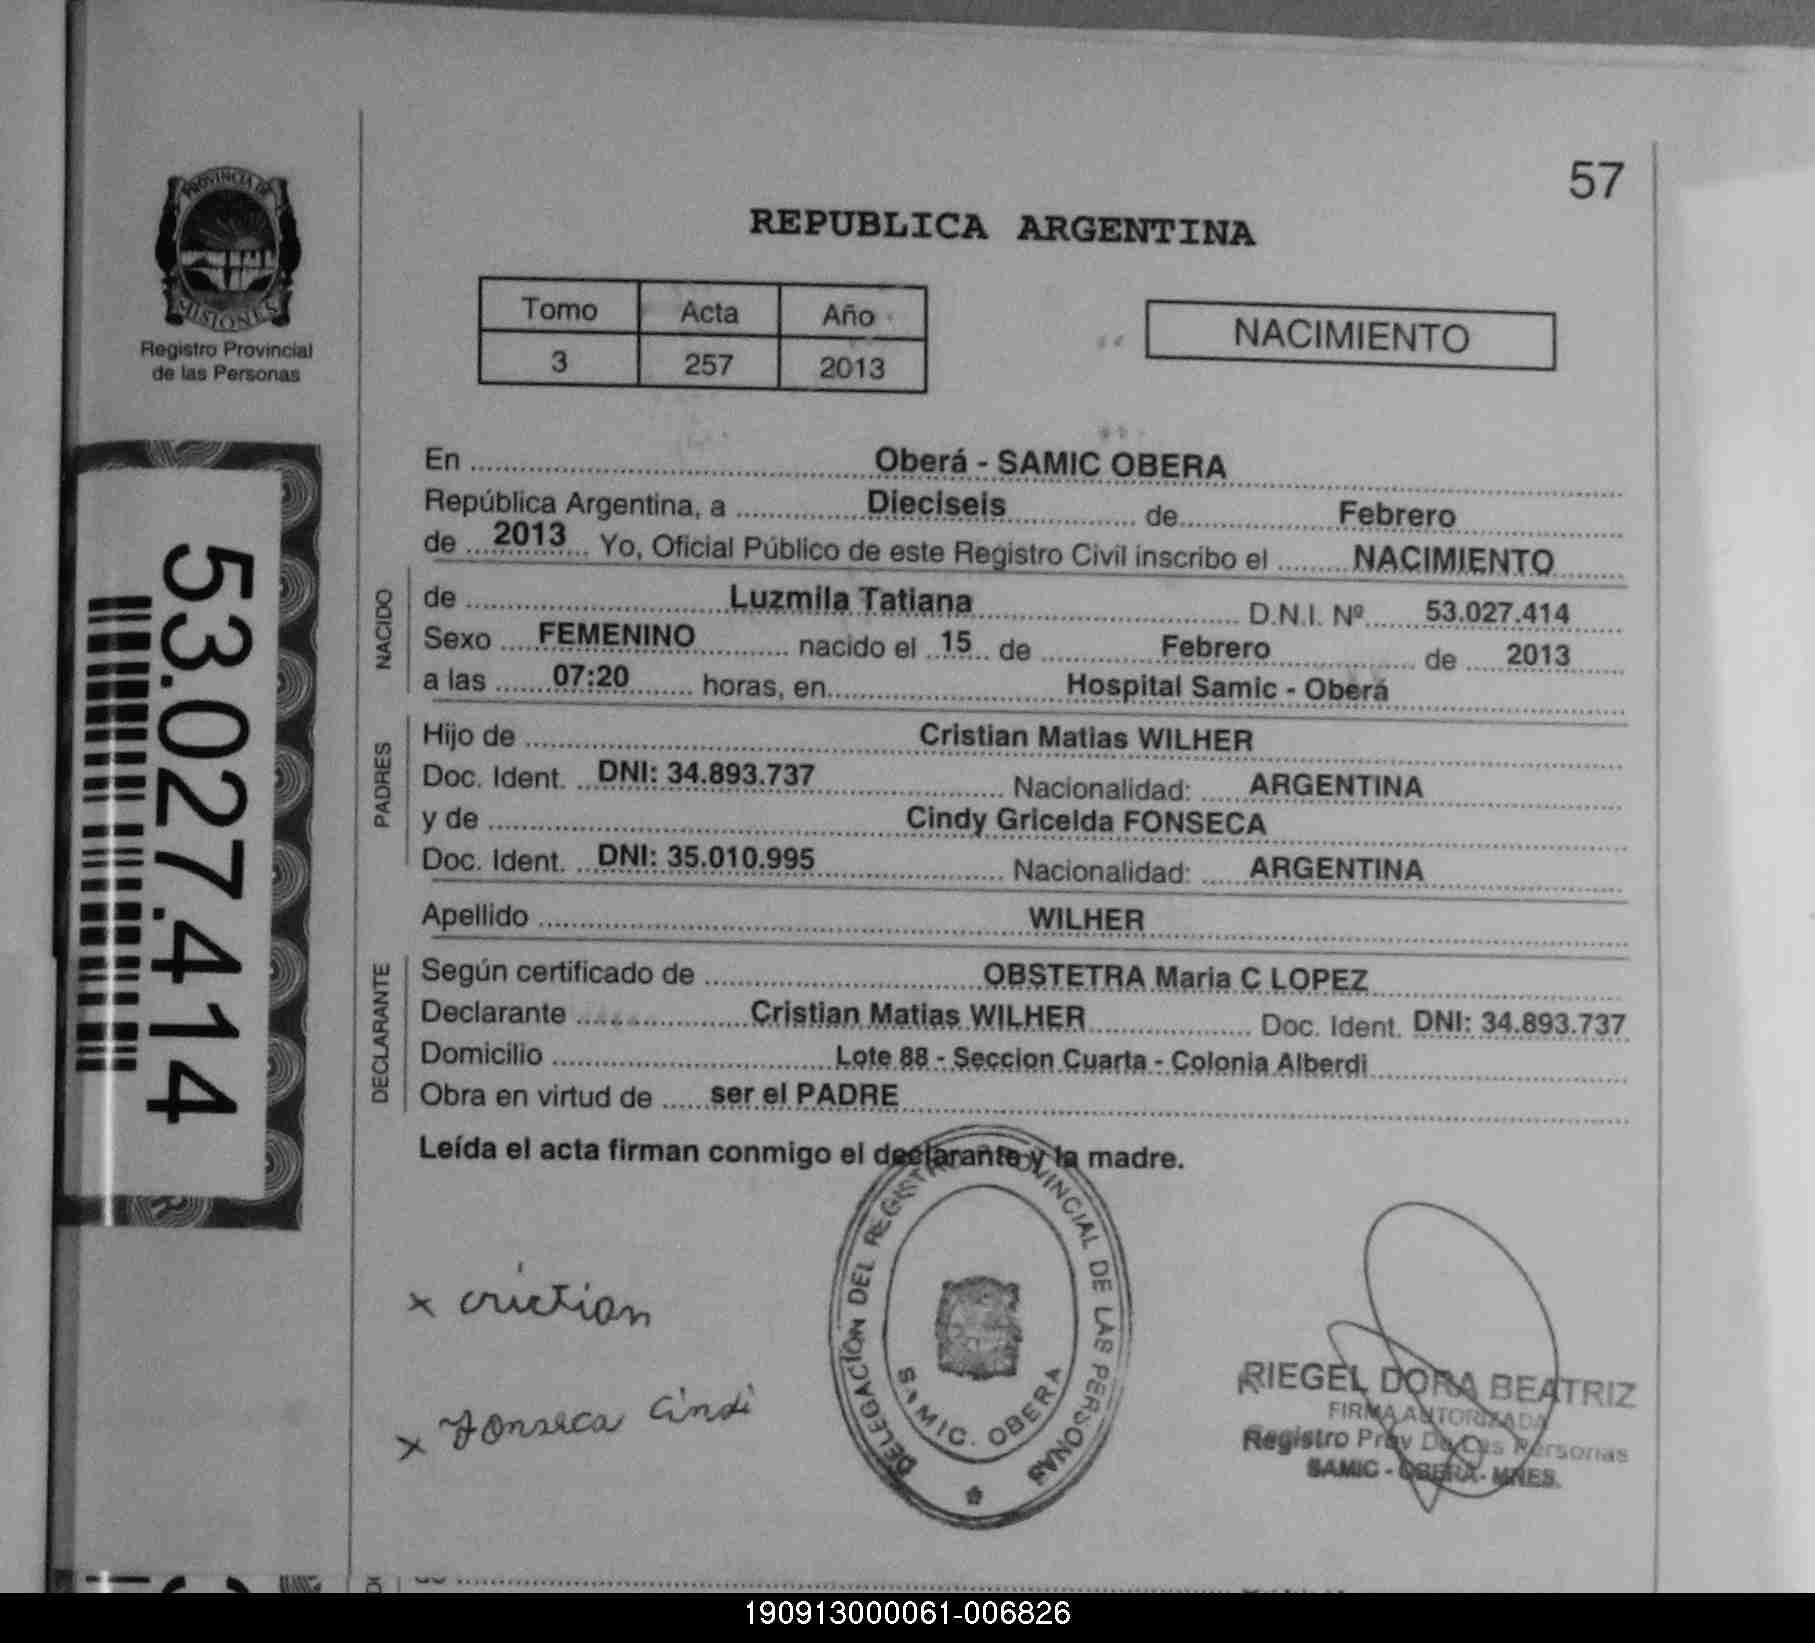 57
PROVINCIA DE
MISIONES
Registro Provincial
de las Personas
REPUBLICA ARGENTINA
Tomo Acta Año
3 257 2013
NACIMIENTO
53.027.414
En Oberá - SAMIC OBERA
República Argentina, a Dieciseis de Febrero
de 2013 Yo, Oficial Público de este Registro Civil inscribo el NACIMIENTO
NACIDO
de Luzmila Tatiana D.N.I. Nº 53.027.414
Sexo FEMENINO nacido el 15 de Febrero de 2013
a las 07:20 horas, en Hospital Samic - Oberá
PADRES
Hijo de Cristian Matias WILHER
Doc. Ident. DNI: 34.893.737 Nacionalidad: ARGENTINA
y de Cindy Gricelda FONSECA
Doc. Ident. DNI: 35.010.995 Nacionalidad: ARGENTINA
Apellido WILHER
DECLARANTE
Según certificado de OBSTETRA Maria C LOPEZ
Declarante Cristian Matias WILHER Doc. Ident. DNI: 34.893.737
Domicilio Lote 88 - Seccion Cuarta - Colonia Alberdi
Obra en virtud de ser el PADRE
Leída el acta firman conmigo el declarante y la madre.
DELEGACIÓN DEL REGISTRO PROVINCIAL DE LAS PERSONAS
SAMIC. OBERA
x cristian
x Fonseca Cindi
RIEGEL DORA BEATRIZ
FIRMA AUTORIZADA
Registro Prov De Las Personas
SAMIC - OBERA - MNES.
190913000061-006826